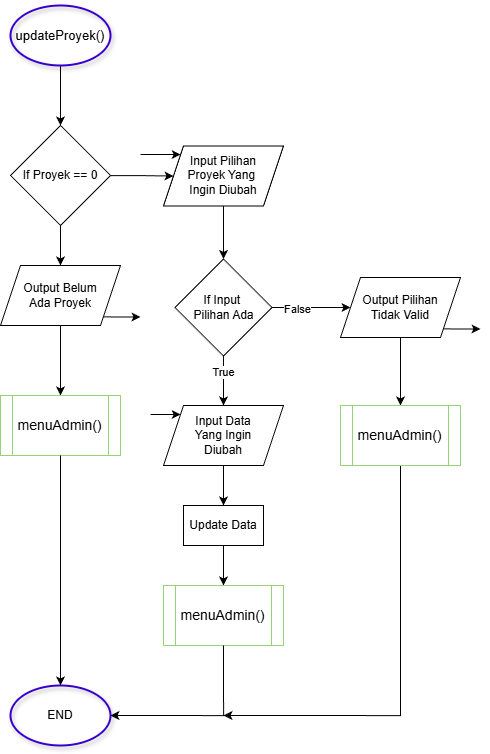 updateProyek()
If Proyek == 0
Input Pilihan
Proyek Yang
Ingin Diubah
Output Belum
Ada Proyek
If Input
Pilihan Ada
False
Output Pilihan
Tidak Valid
True
menuAdmin()
Input Data
Yang Ingin
Diubah
menuAdmin()
Update Data
menuAdmin()
END